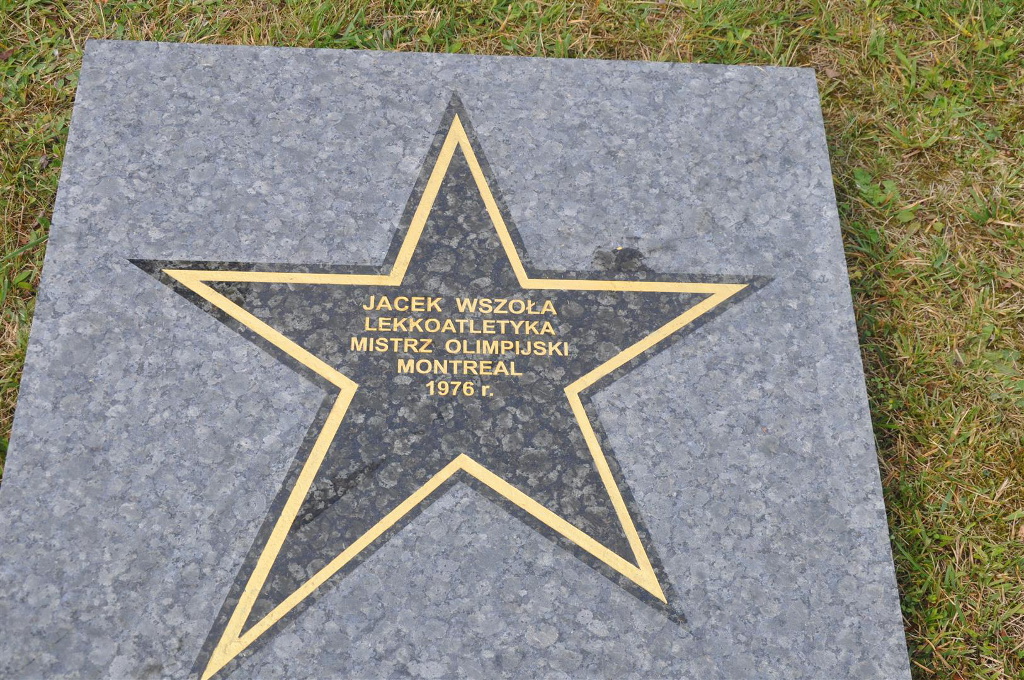 JACEK WSZOŁA
LEKKOATLETYKA
MISTRZ OLIMPIJSKI
MONTREAL
1976 r.